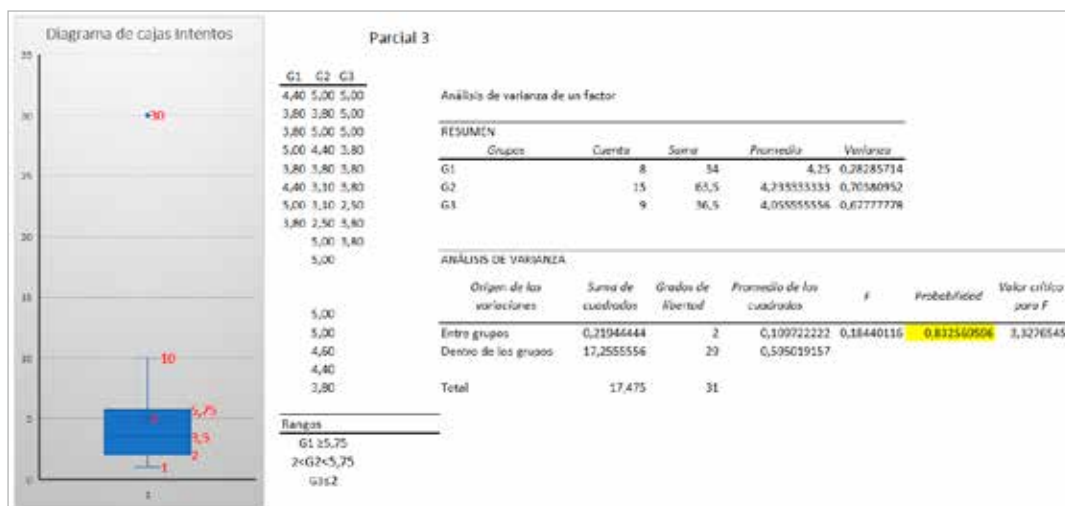 Diagrama de cajas Intentos
35
30
25
20
15
10
5
0
30
10
5,75
3,5
2
1
1
Parcial 3
G1 G2 G3
4,40 5,00 5,00
3,80 3,80 5,00
3,80 5,00 5,00
5,00 4,40 3,80
3,80 3,80 3,80
4,40 3,10 3,80
5,00 3,10 2,50
3,80 2,50 3,80
5,00 3,80
5,00
5,00
5,00
4,60
4,40
3,80
Rangos
G1 ≥5,75
2<G2<5,75
G3≤2
Análisis de varianza de un factor
RESUMEN
Grupos Cuenta Suma Promedio Varianza
G1 8 34 4,25 0,28285714
G2 15 63,5 4,233333333 0,70380952
G3 9 36,5 4,055555556 0,67777778
ANÁLISIS DE VARIANZA
Origen de las variaciones Suma de cuadrados Grados de libertad Promedio de los cuadrados F Probabilidad Valor crítico para F
Entre grupos 0,21944444 2 0,109722222 0,18440116 3,3276545
Dentro de los grupos 17,2555556 29 0,595019157
Total 17,475 31